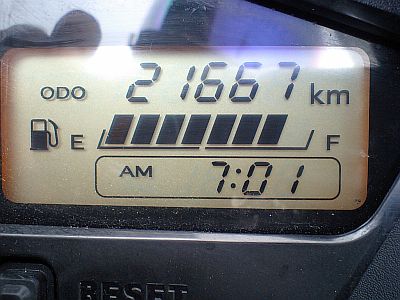 ODO 21667 km
E F
AM 7:01
RESET